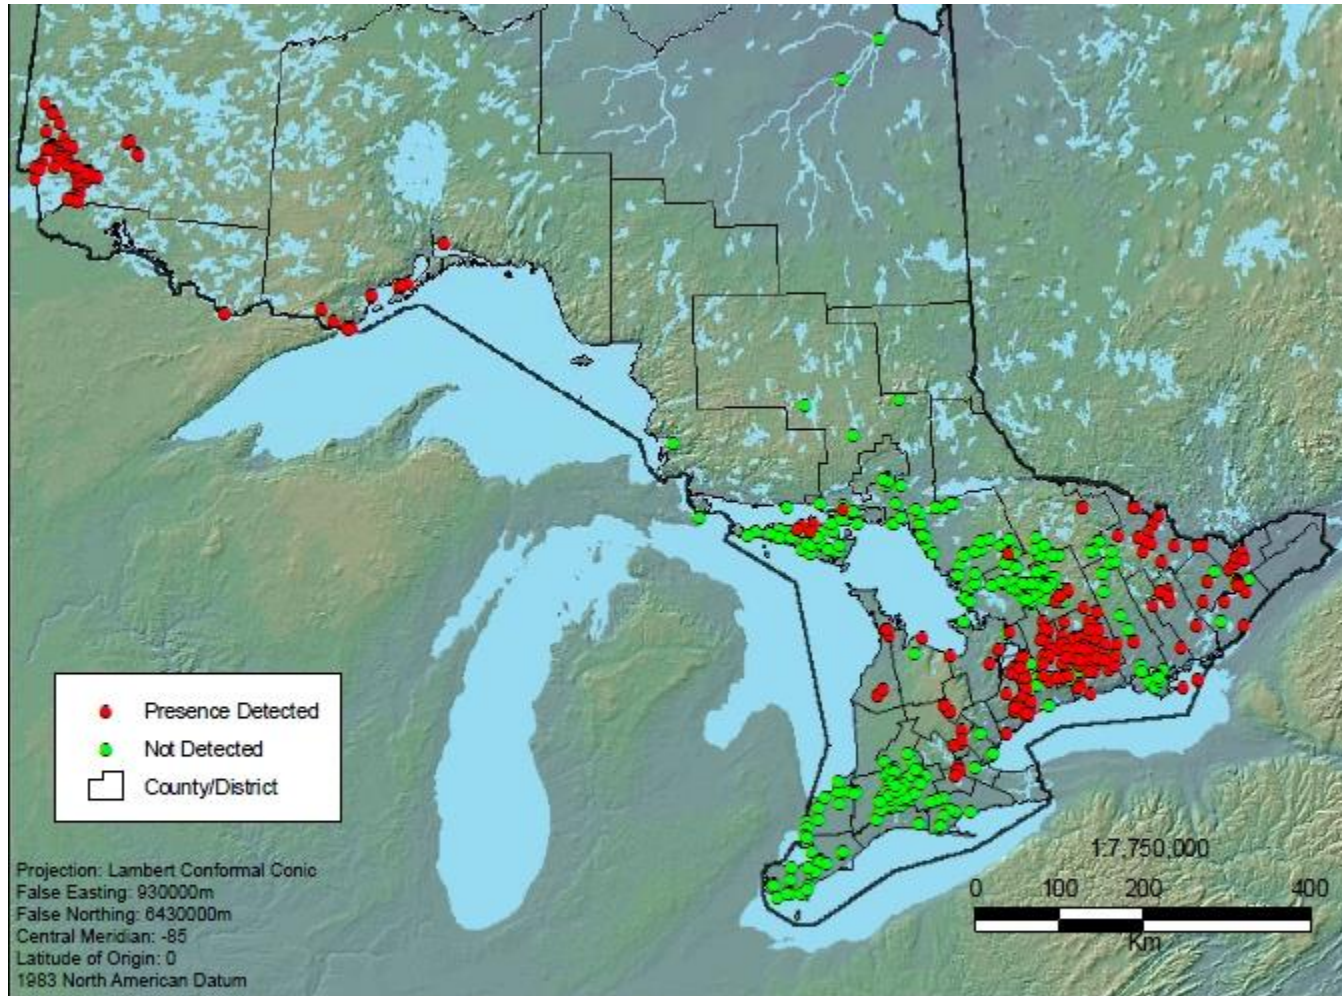 Presence Detected
Not Detected
County/District
Projection: Lambert Conformal Conic
False Easting: 930000m
False Northing: 6430000m
Central Meridian: -85
Latitude of Origin: 0
1983 North American Datum
1:7,750,000
0 100 200 400
Km